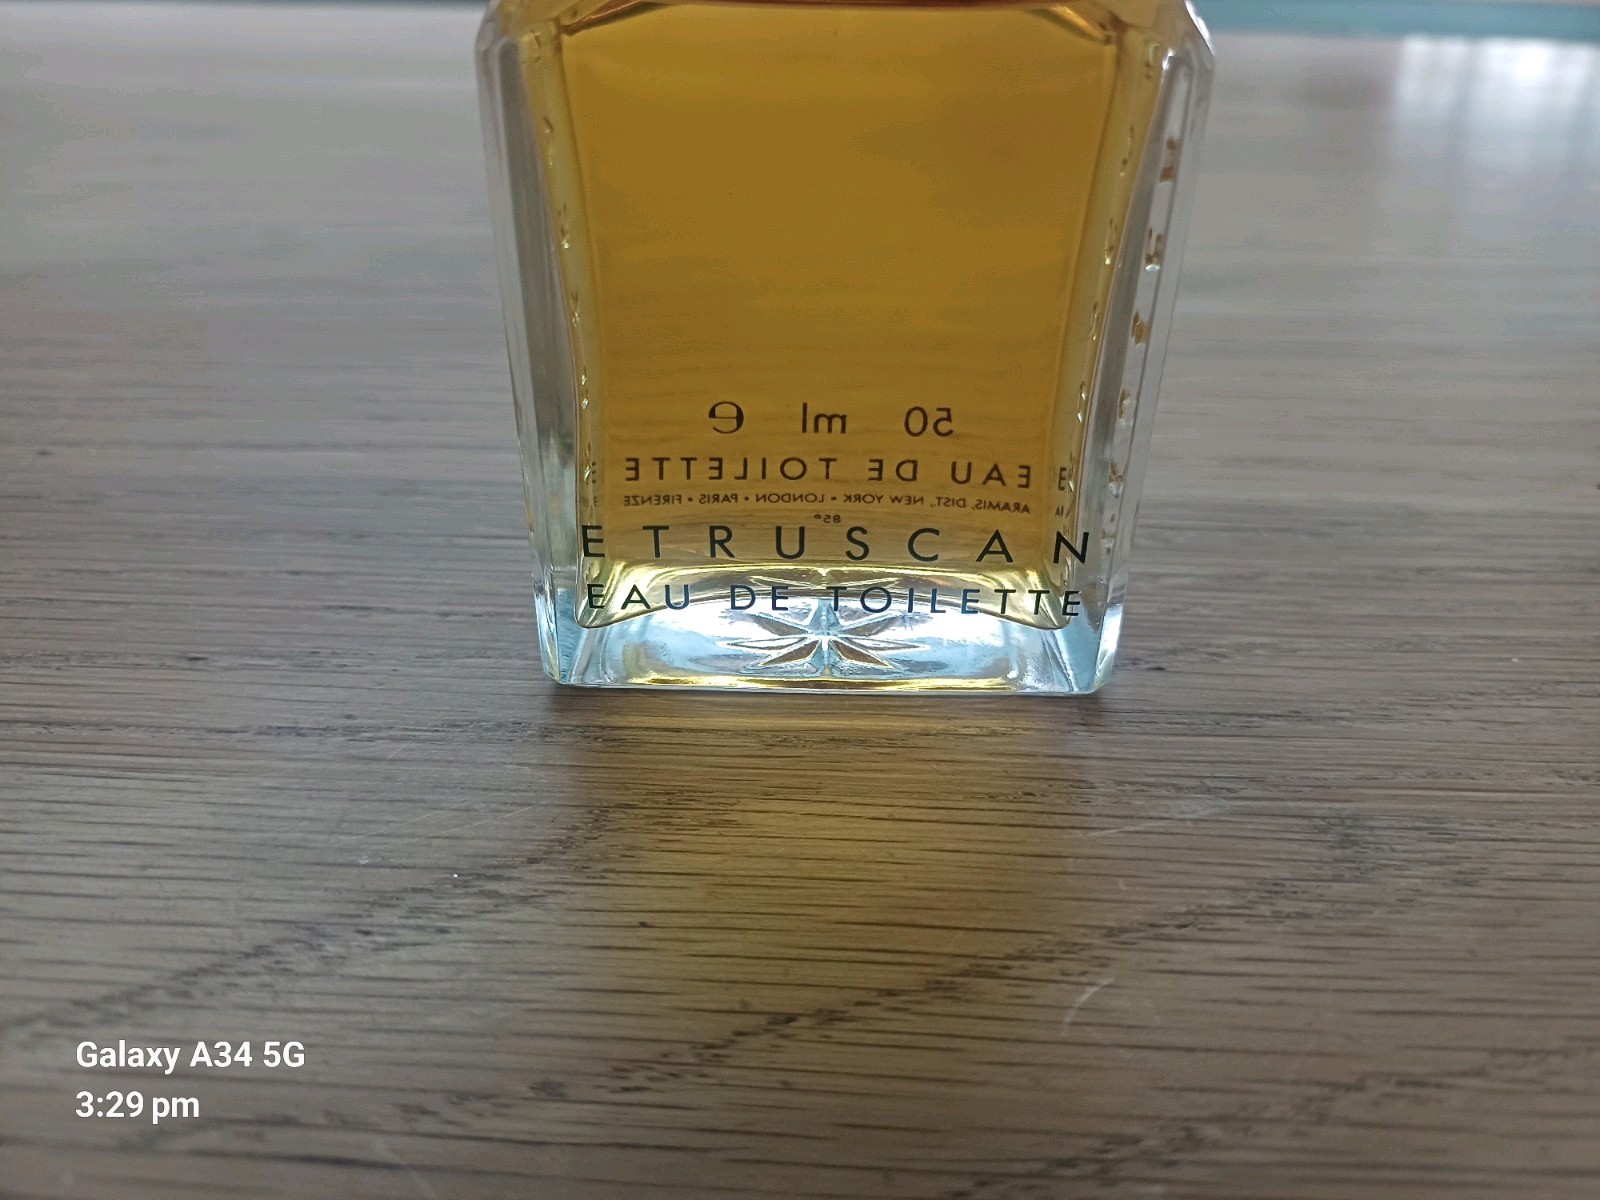 50 ml e
EAU DE TOILETTE
ARAMIS, DIST., NEW YORK • LONDON • PARIS • FIRENZE
85°
ETRUSCAN
EAU DE TOILETTE
Galaxy A34 5G
3:29 pm